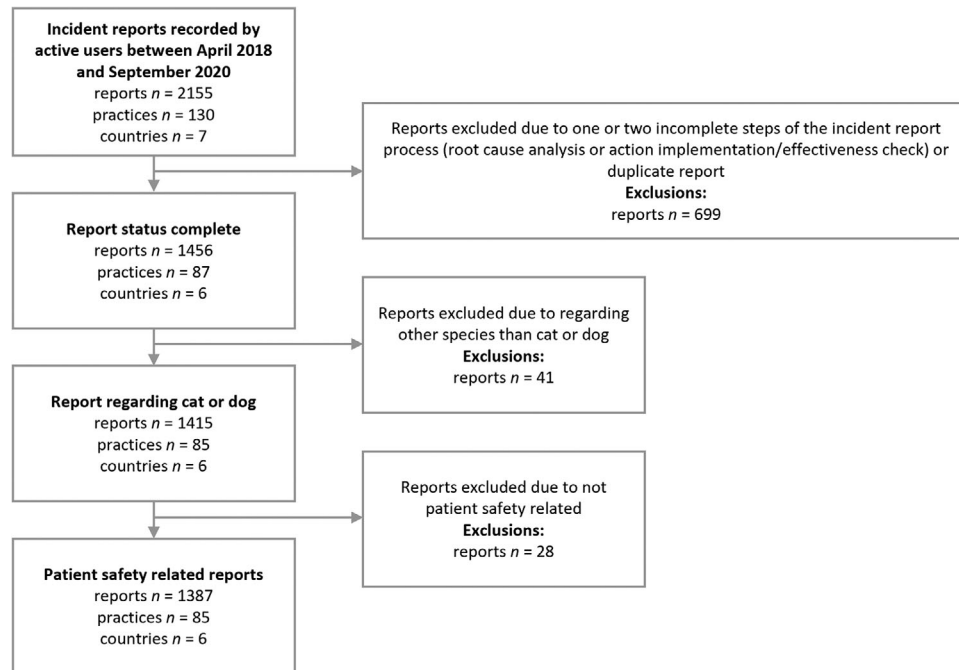 Incident reports recorded by
active users between April 2018
and September 2020
reports n = 2155
practices n = 130
countries n = 7
Reports excluded due to one or two incomplete steps of the incident report
process (root cause analysis or action implementation/effectiveness check) or
duplicate report
Exclusions:
reports n = 699
Report status complete
reports n = 1456
practices n = 87
countries n = 6
Reports excluded due to regarding
other species than cat or dog
Exclusions:
reports n = 41
Report regarding cat or dog
reports n = 1415
practices n = 85
countries n = 6
Reports excluded due to not
patient safety related
Exclusions:
reports n = 28
Patient safety related reports
reports n = 1387
practices n = 85
countries n = 6